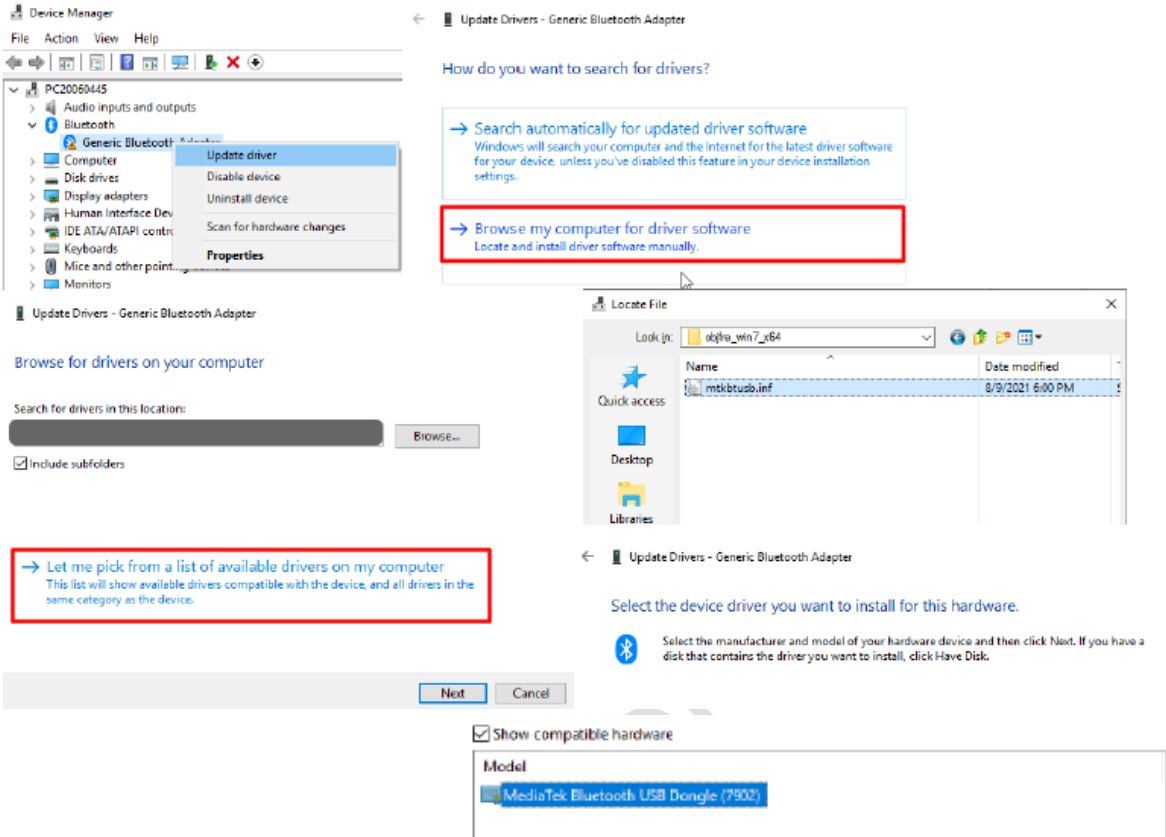 Device Manager
File Action View Help
PC20060445
Audio inputs and outputs
Bluetooth
Generic Bluetooth
Computer
Disk drives
Display adapters
Human Interface Dev
IDE ATA/ATAPI contro
Keyboards
Mice and other point
Monitors
Update driver
Disable device
Uninstall device
Scan for hardware changes
Properties
Update Drivers - Generic Bluetooth Adapter
How do you want to search for drivers?
Search automatically for updated driver software
Windows will search your computer and the Internet for the latest driver software
for your device, unless you've disabled this feature in your device installation
settings.
Browse my computer for driver software
Locate and install driver software manually.
Update Drivers - Generic Bluetooth Adapter
Browse for drivers on your computer
Search for drivers in this location:
Browse...
Include subfolders
Let me pick from a list of available drivers on my computer
This list will show available drivers compatible with the device, and all drivers in the
same category as the device.
Next Cancel
Locate File
Look in: objfra_win7_x64
Name Date modified
mtkbtusb.inf 8/9/2021 6:00 PM
Quick access
Desktop
Libraries
Update Drivers - Generic Bluetooth Adapter
Select the device driver you want to install for this hardware.
Select the manufacturer and model of your hardware device and then click Next. If you have a
disk that contains the driver you want to install, click Have Disk.
Show compatible hardware
Model
MediaTek Bluetooth USB Dongle (7902)